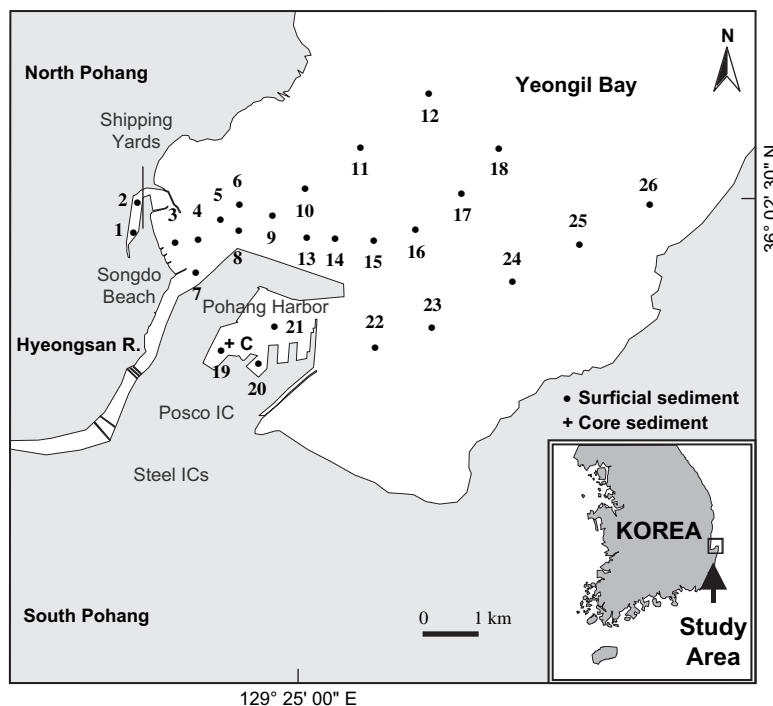 North Pohang
Yeongil Bay
N
Shipping
Yards
12
11
18
36° 02' 30" N
2
5
6
10
17
26
1
3
4
9
16
25
8
13
14
15
24
Songdo
Beach
7
Pohang Harbor
21
22
23
Hyeongsan R.
+ C
19
20
• Surficial sediment
+ Core sediment
Posco IC
Steel ICs
KOREA
South Pohang
0 1 km
Study
Area
129° 25' 00" E